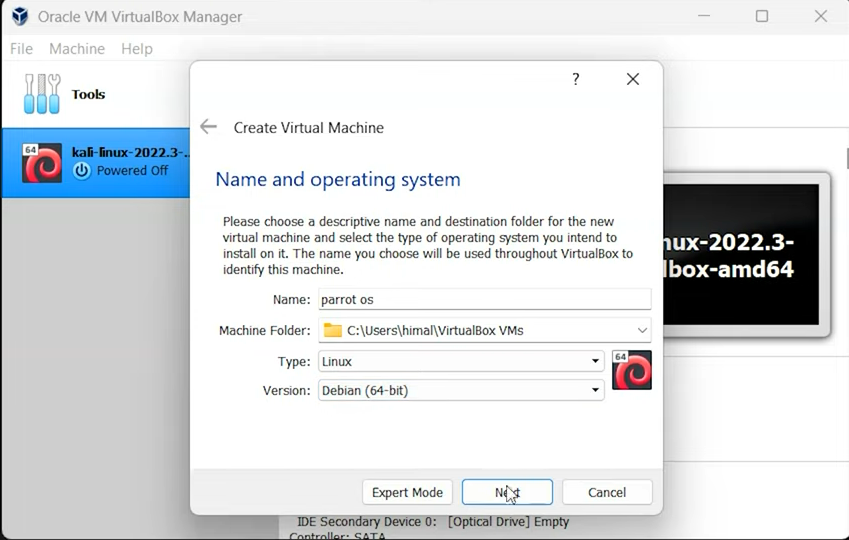 Oracle VM VirtualBox Manager
File Machine Help
Tools
64
kali-linux-2022.3-..
Powered Off
?
Create Virtual Machine
Name and operating system
Please choose a descriptive name and destination folder for the new
virtual machine and select the type of operating system you intend to
install on it. The name you choose will be used throughout VirtualBox to
identify this machine.
Name: parrot os
Machine Folder: C:\Users\himal\VirtualBox VMs
Type: Linux
64
Version: Debian (64-bit)
Expert Mode Next Cancel
nux-2022.3-
lbox-amd64
IDE Secondary Device 0: [Optical Drive] Empty
Controller: SATA